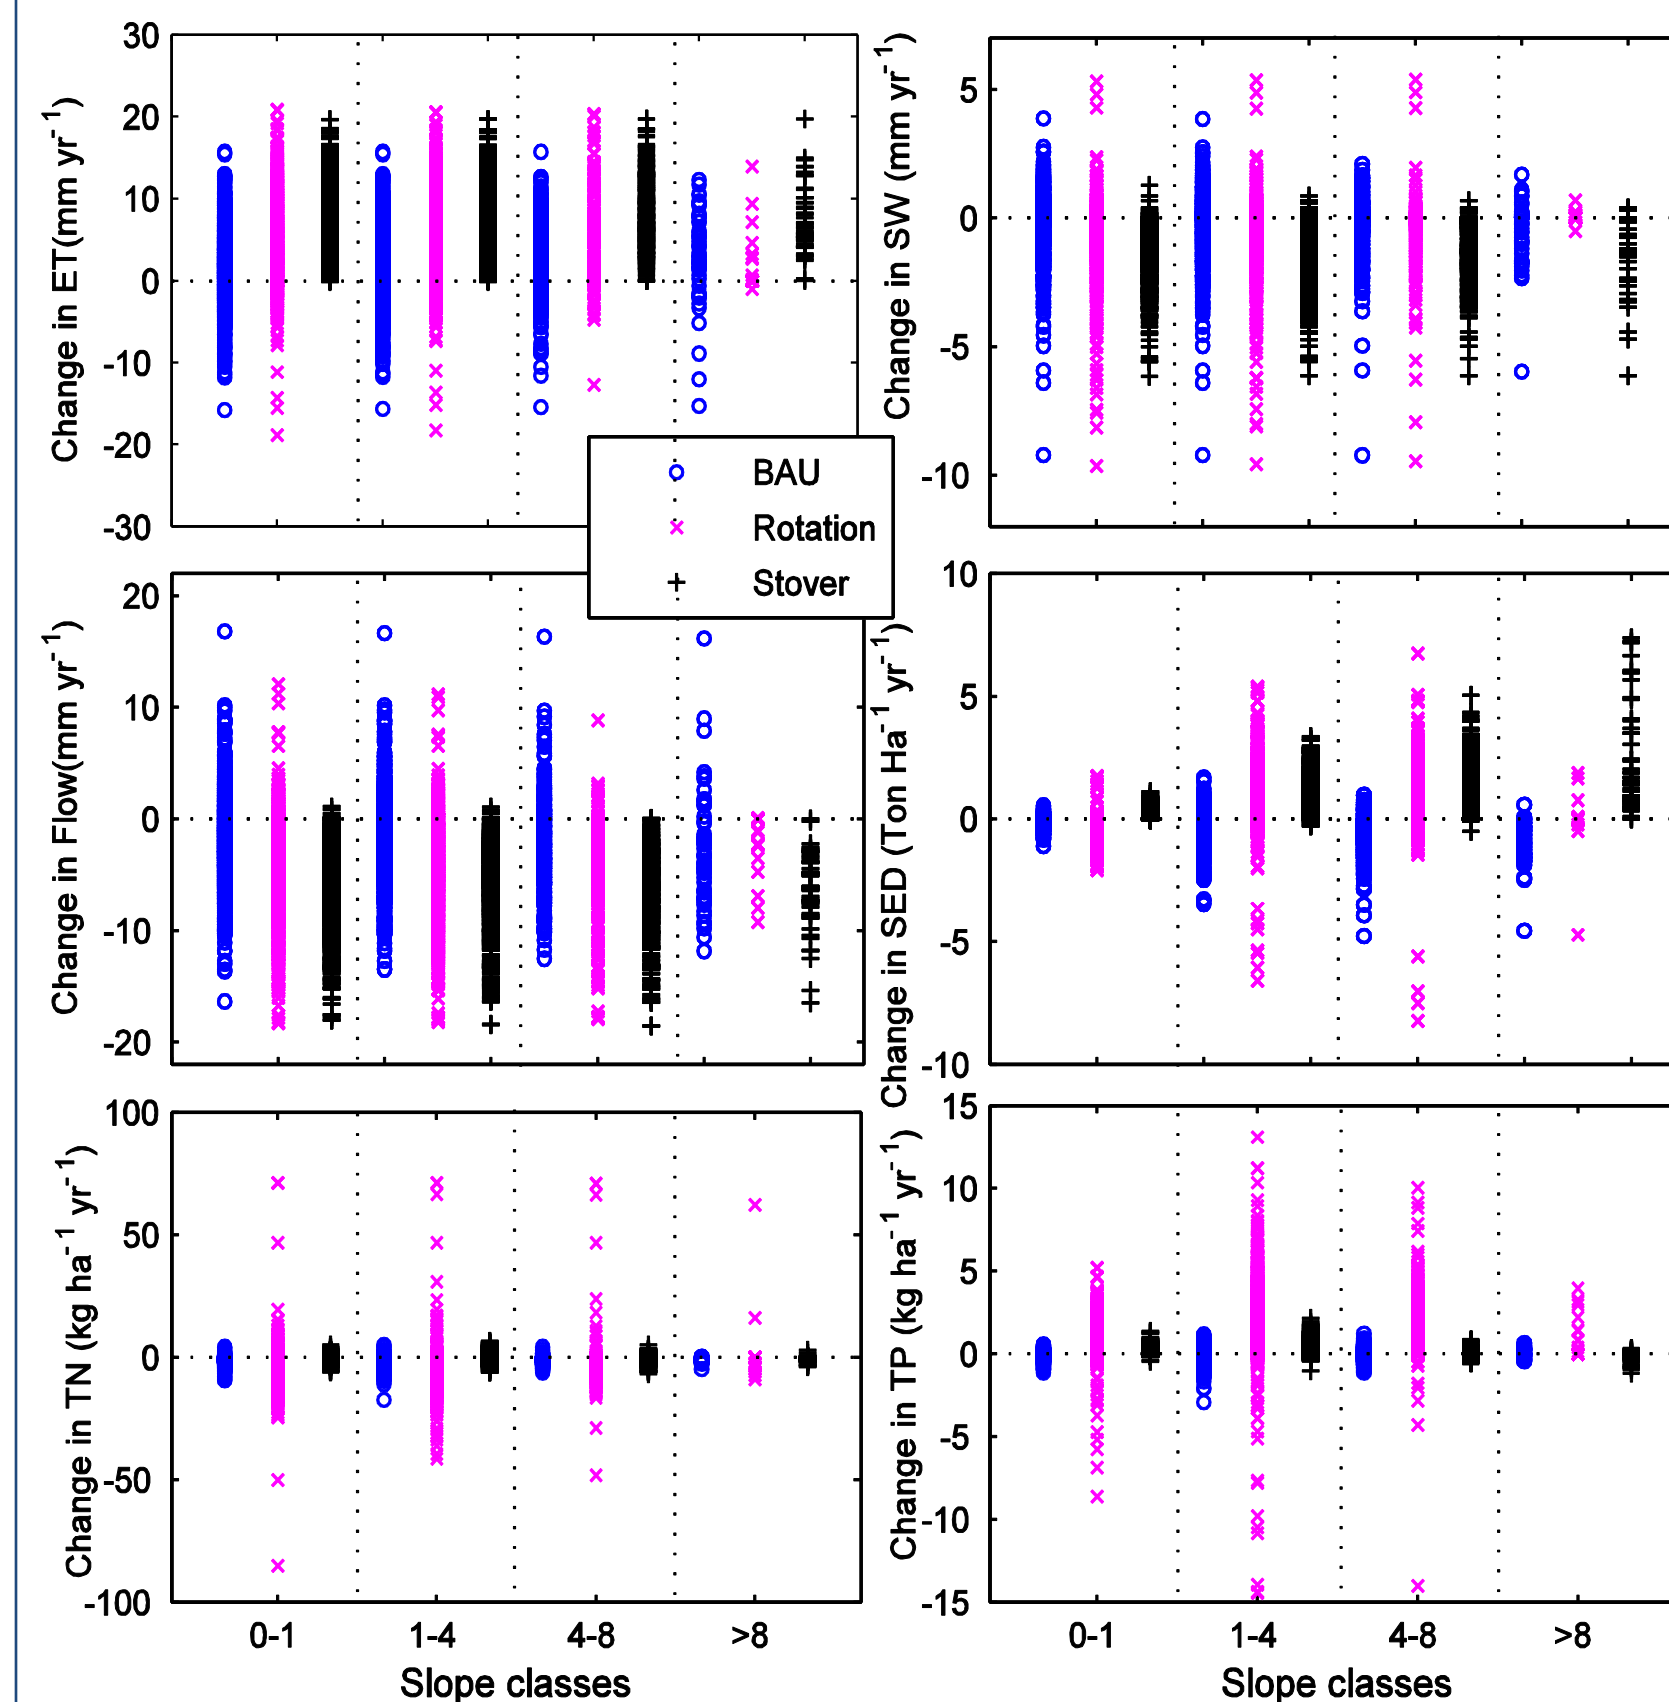 Change in ET(mm yr-1)
30
20
10
0
-10
-20
-30
Change in SW (mm yr-1)
5
0
-5
-10
BAU
Rotation
Stover
Change in Flow(mm yr-1)
20
10
0
-10
-20
Change in SED (Ton Ha-1 yr-1)
10
5
0
-5
-10
Change in TN (kg ha-1 yr-1)
100
50
0
-50
-100
0-1 1-4 4-8 >8
Slope classes
Change in TP (kg ha-1 yr-1)
15
10
5
0
-5
-10
-15
0-1 1-4 4-8 >8
Slope classes